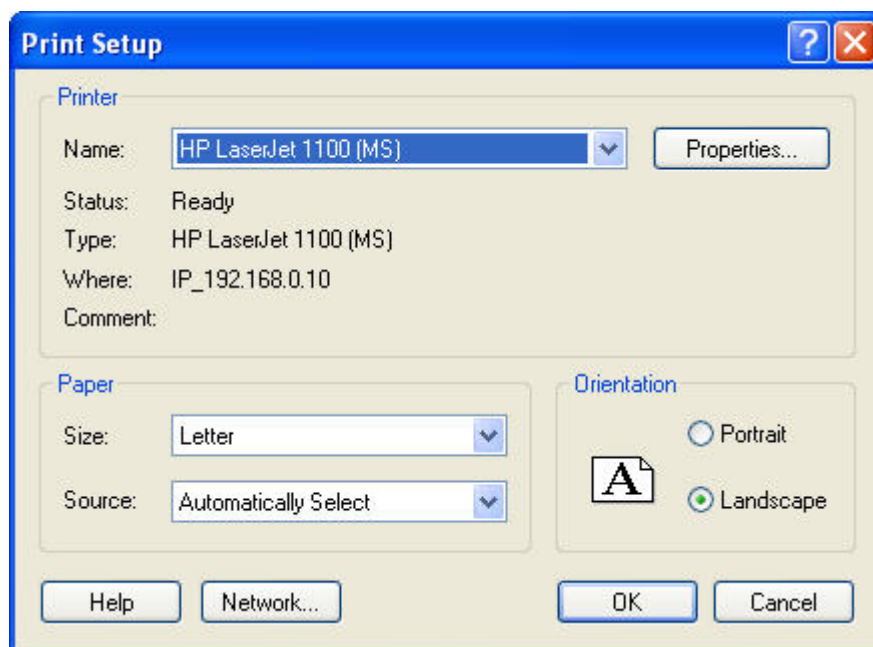 Print Setup
Printer
Name: HP LaserJet 1100 (MS) Properties...
Status: Ready
Type: HP LaserJet 1100 (MS)
Where: IP_192.168.0.10
Comment:
Paper
Size: Letter
Source: Automatically Select
Orientation
A
Portrait
Landscape
Help Network... OK Cancel